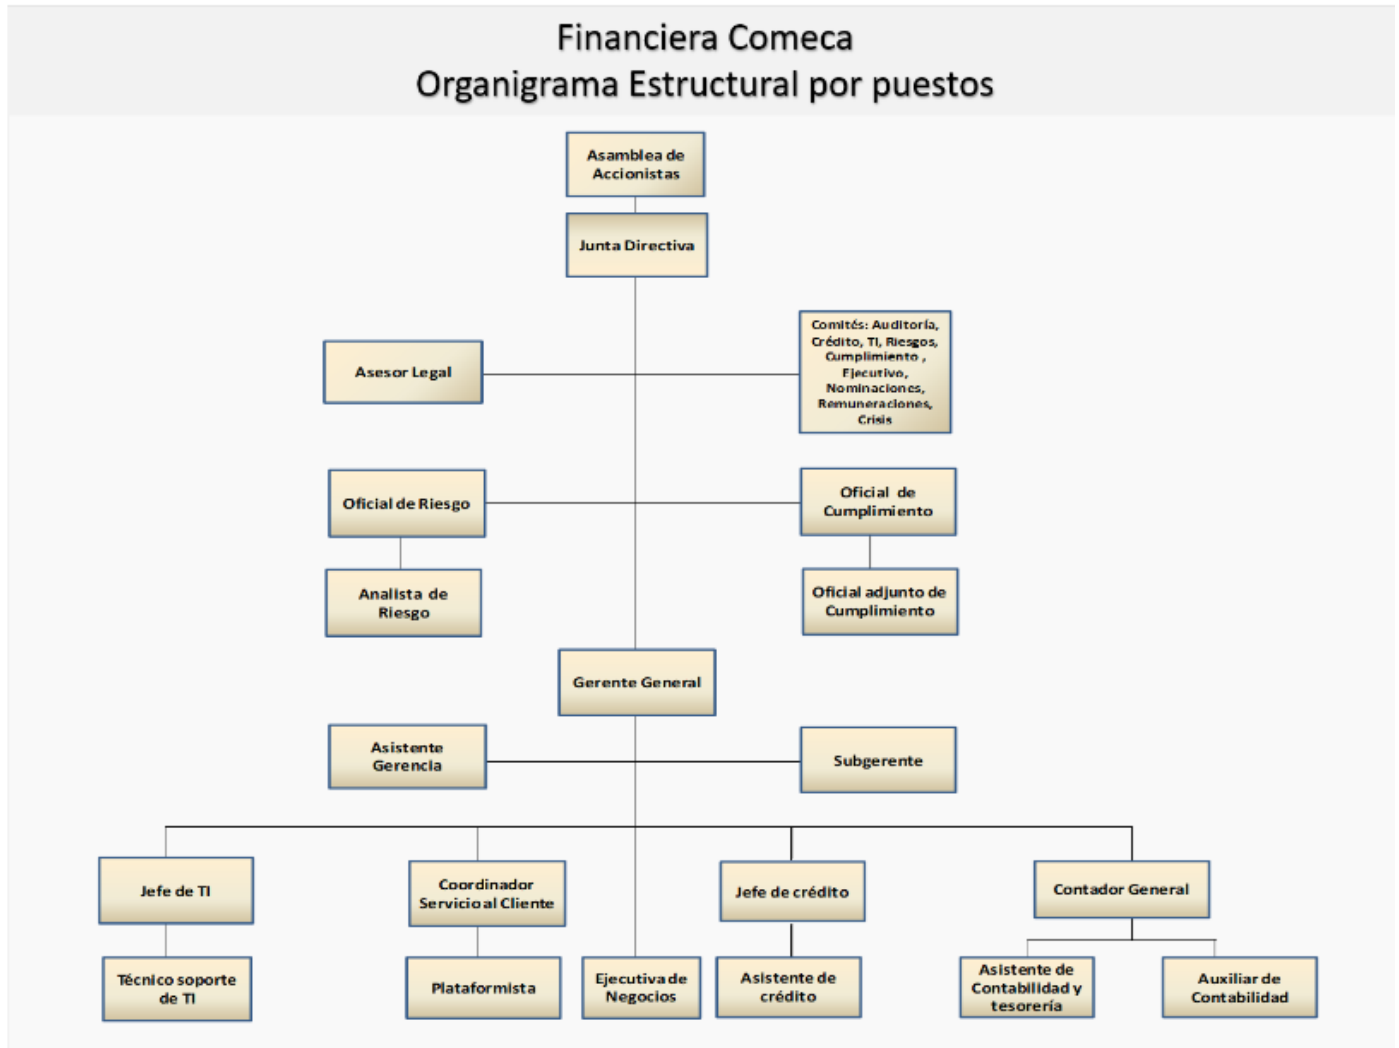 Financiera Comeca
Organigrama Estructural por puestos
Asamblea de
Accionistas
Junta Directiva
Asesor Legal
Comités: Auditoría,
Crédito, TI, Riesgos,
Cumplimiento ,
Ejecutivo,
Nominaciones,
Remuneraciones,
Crisis
Oficial de Riesgo
Oficial de
Cumplimiento
Analista de
Riesgo
Oficial adjunto de
Cumplimiento
Gerente General
Asistente
Gerencia
Subgerente
Jefe de TI
Coordinador
Servicio al Cliente
Jefe de crédito
Contador General
Técnico soporte
de TI
Plataformista
Ejecutiva de
Negocios
Asistente de
crédito
Asistente de
Contabilidad y
tesorería
Auxiliar de
Contabilidad